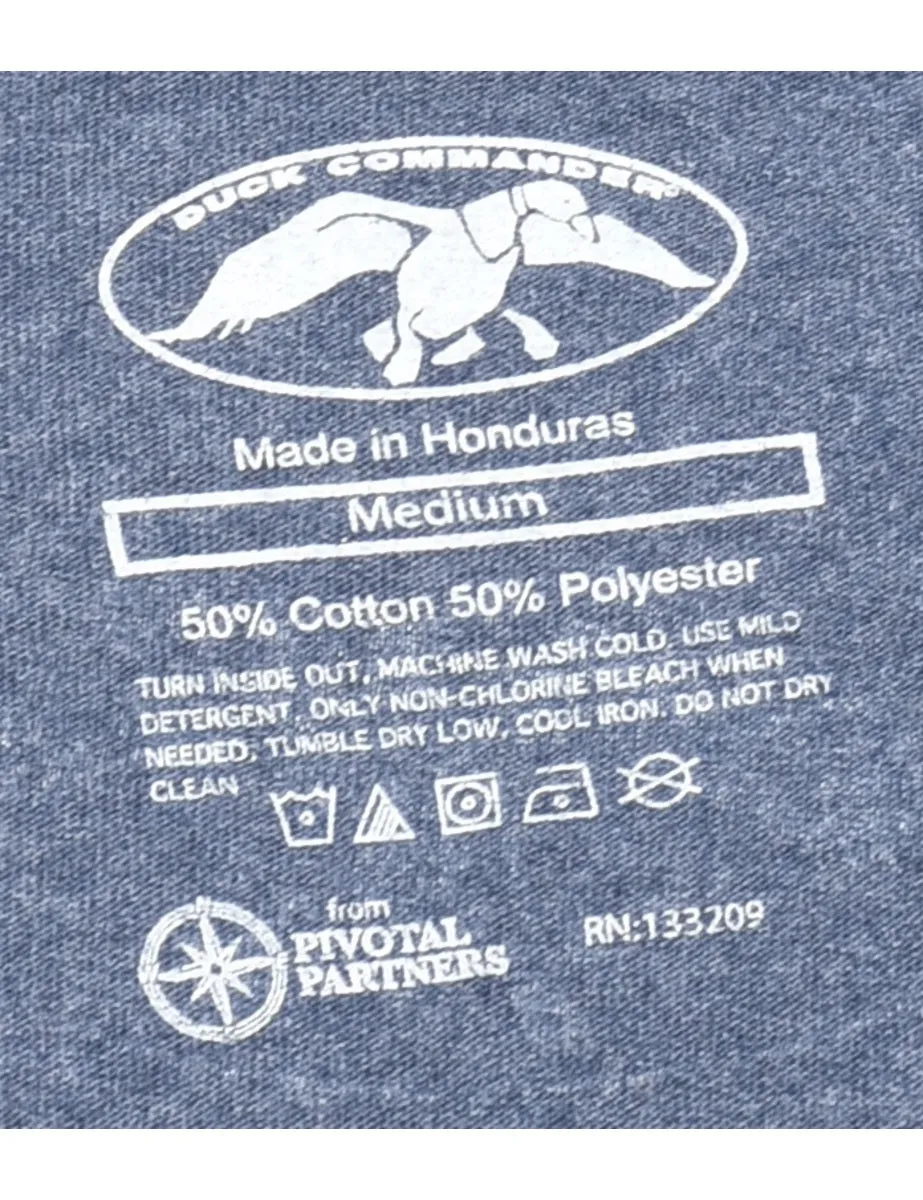 DUCK COMMANDER®
Made in Honduras
Medium
50% Cotton 50% Polyester
TURN INSIDE OUT, MACHINE WASH COLD, USE MILD
DETERGENT, ONLY NON-CHLORINE BLEACH WHEN
NEEDED, TUMBLE DRY LOW, COOL IRON. DO NOT DRY
CLEAN
from
PIVOTAL
PARTNERS
RN:133209